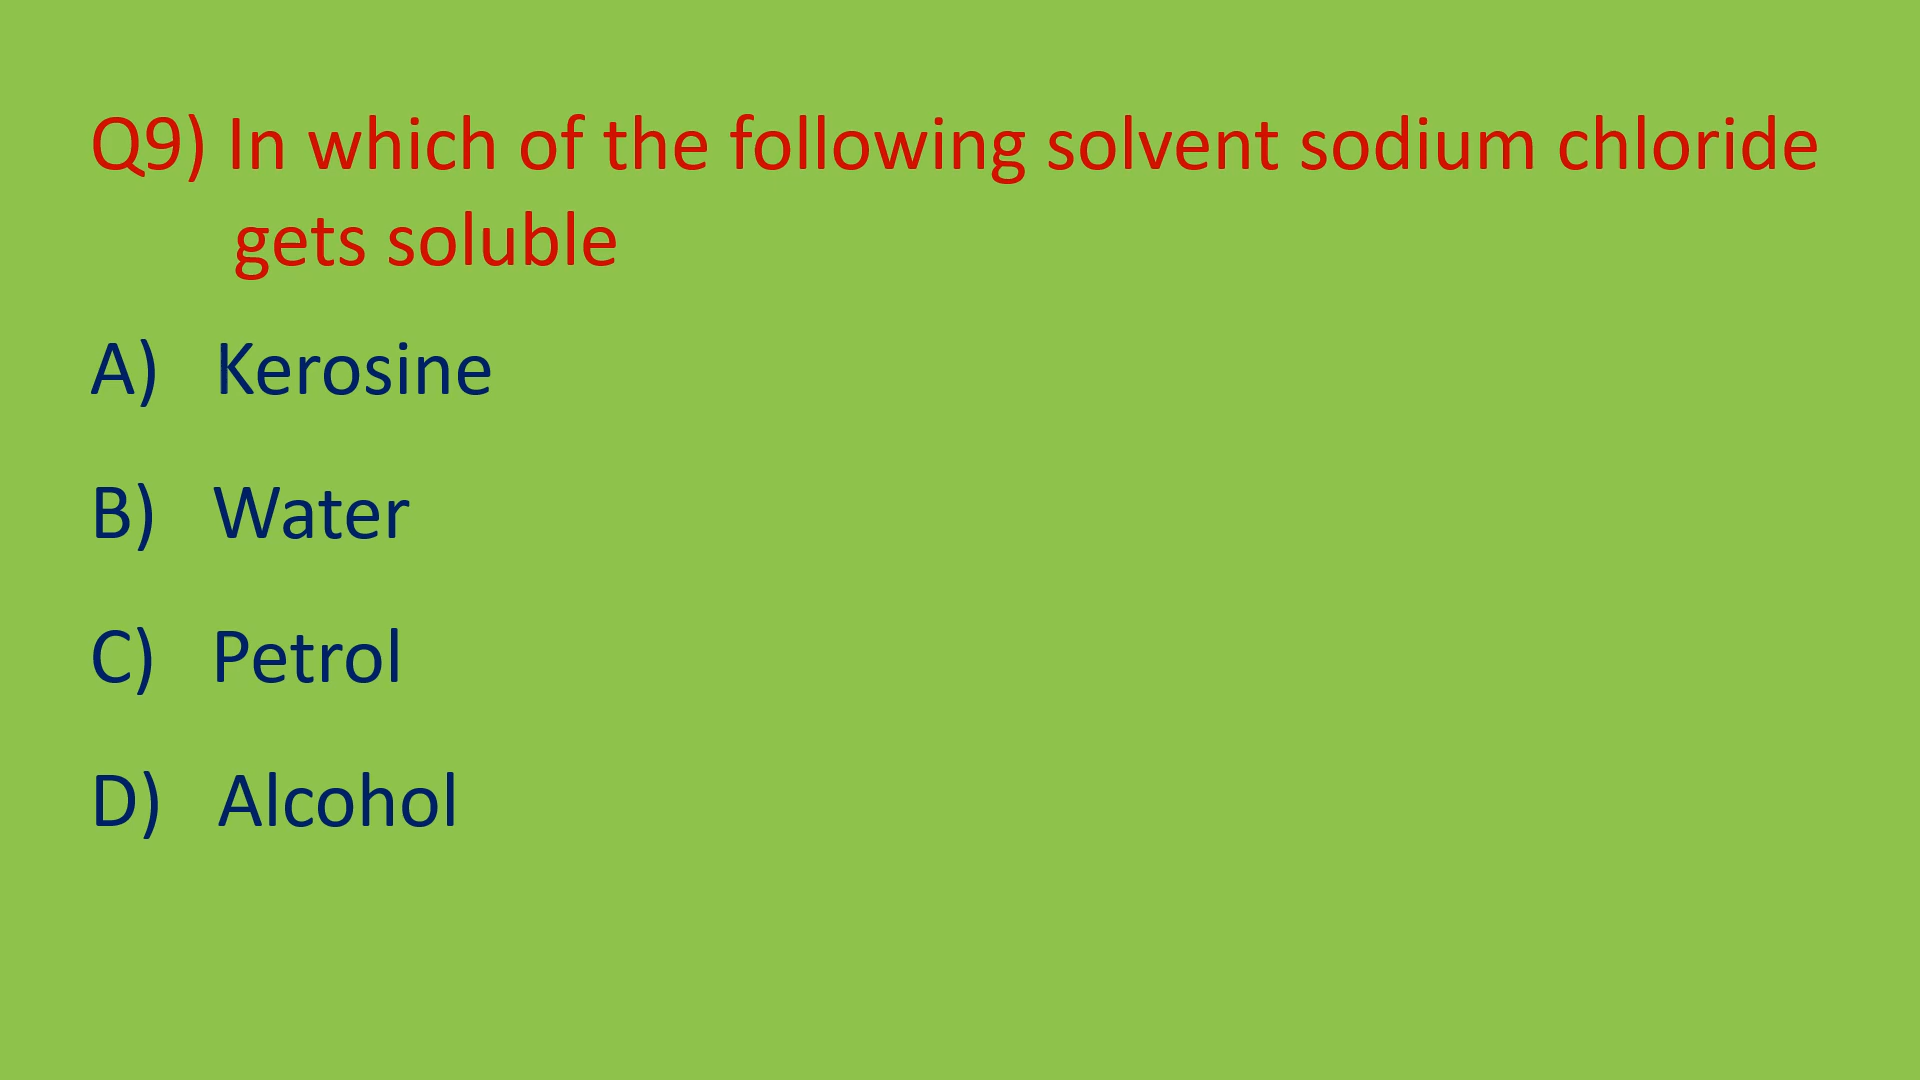 Q9) In which of the following solvent sodium chloride
gets soluble
A) Kerosine
B) Water
C) Petrol
D) Alcohol